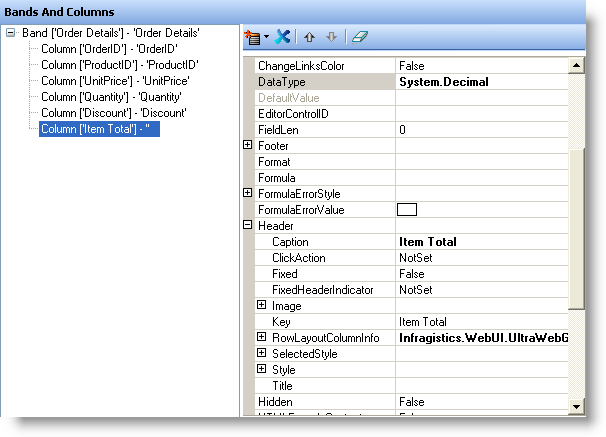 Bands And Columns
Band ['Order Details'] - 'Order Details'
Column ['OrderID'] - 'OrderID'
Column ['ProductID'] - 'ProductID'
Column ['UnitPrice'] - 'UnitPrice'
Column ['Quantity'] - 'Quantity'
Column ['Discount'] - 'Discount'
Column ['Item Total'] - ''
ChangeLinksColor False
DataType System.Decimal
DefaultValue
EditorControlID
FieldLen 0
Footer
Format
Formula
FormulaErrorStyle
FormulaErrorValue
Header
Caption Item Total
ClickAction NotSet
Fixed False
FixedHeaderIndicator NotSet
Image
Key Item Total
RowLayoutColumnInfo Infragistics.WebUI.UltraWebG
SelectedStyle
Style
Title
Hidden False